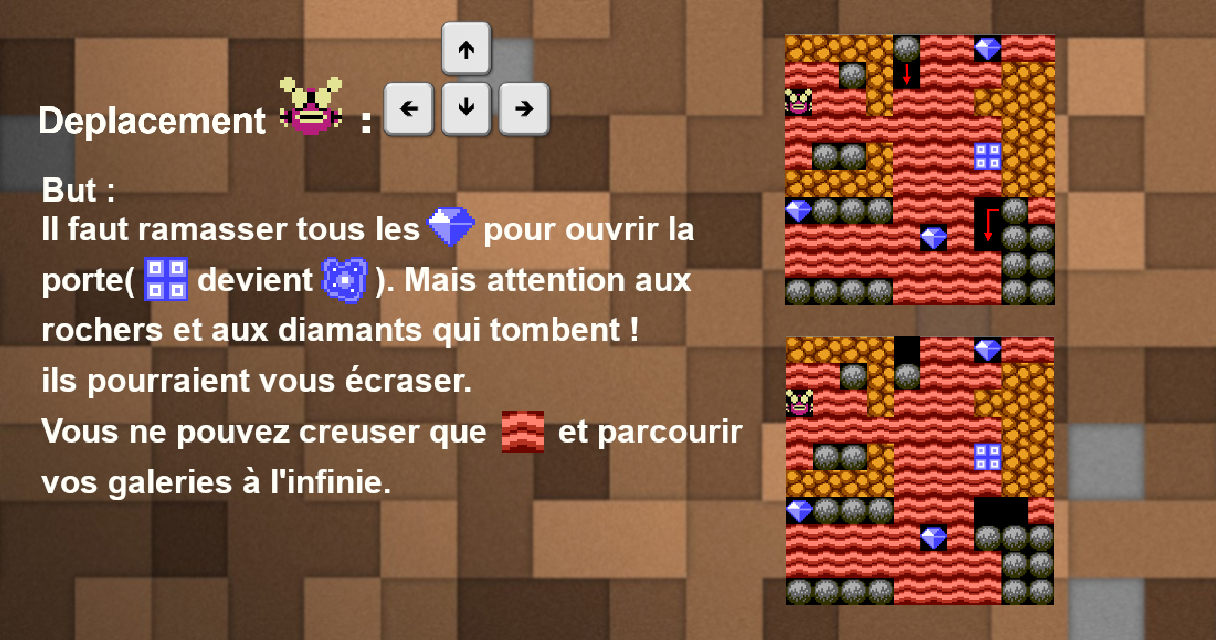 Deplacement :
But :
Il faut ramasser tous les pour ouvrir la
porte( devient ). Mais attention aux
rochers et aux diamants qui tombent !
ils pourraient vous écraser.
Vous ne pouvez creuser que et parcourir
vos galeries à l'infinie.